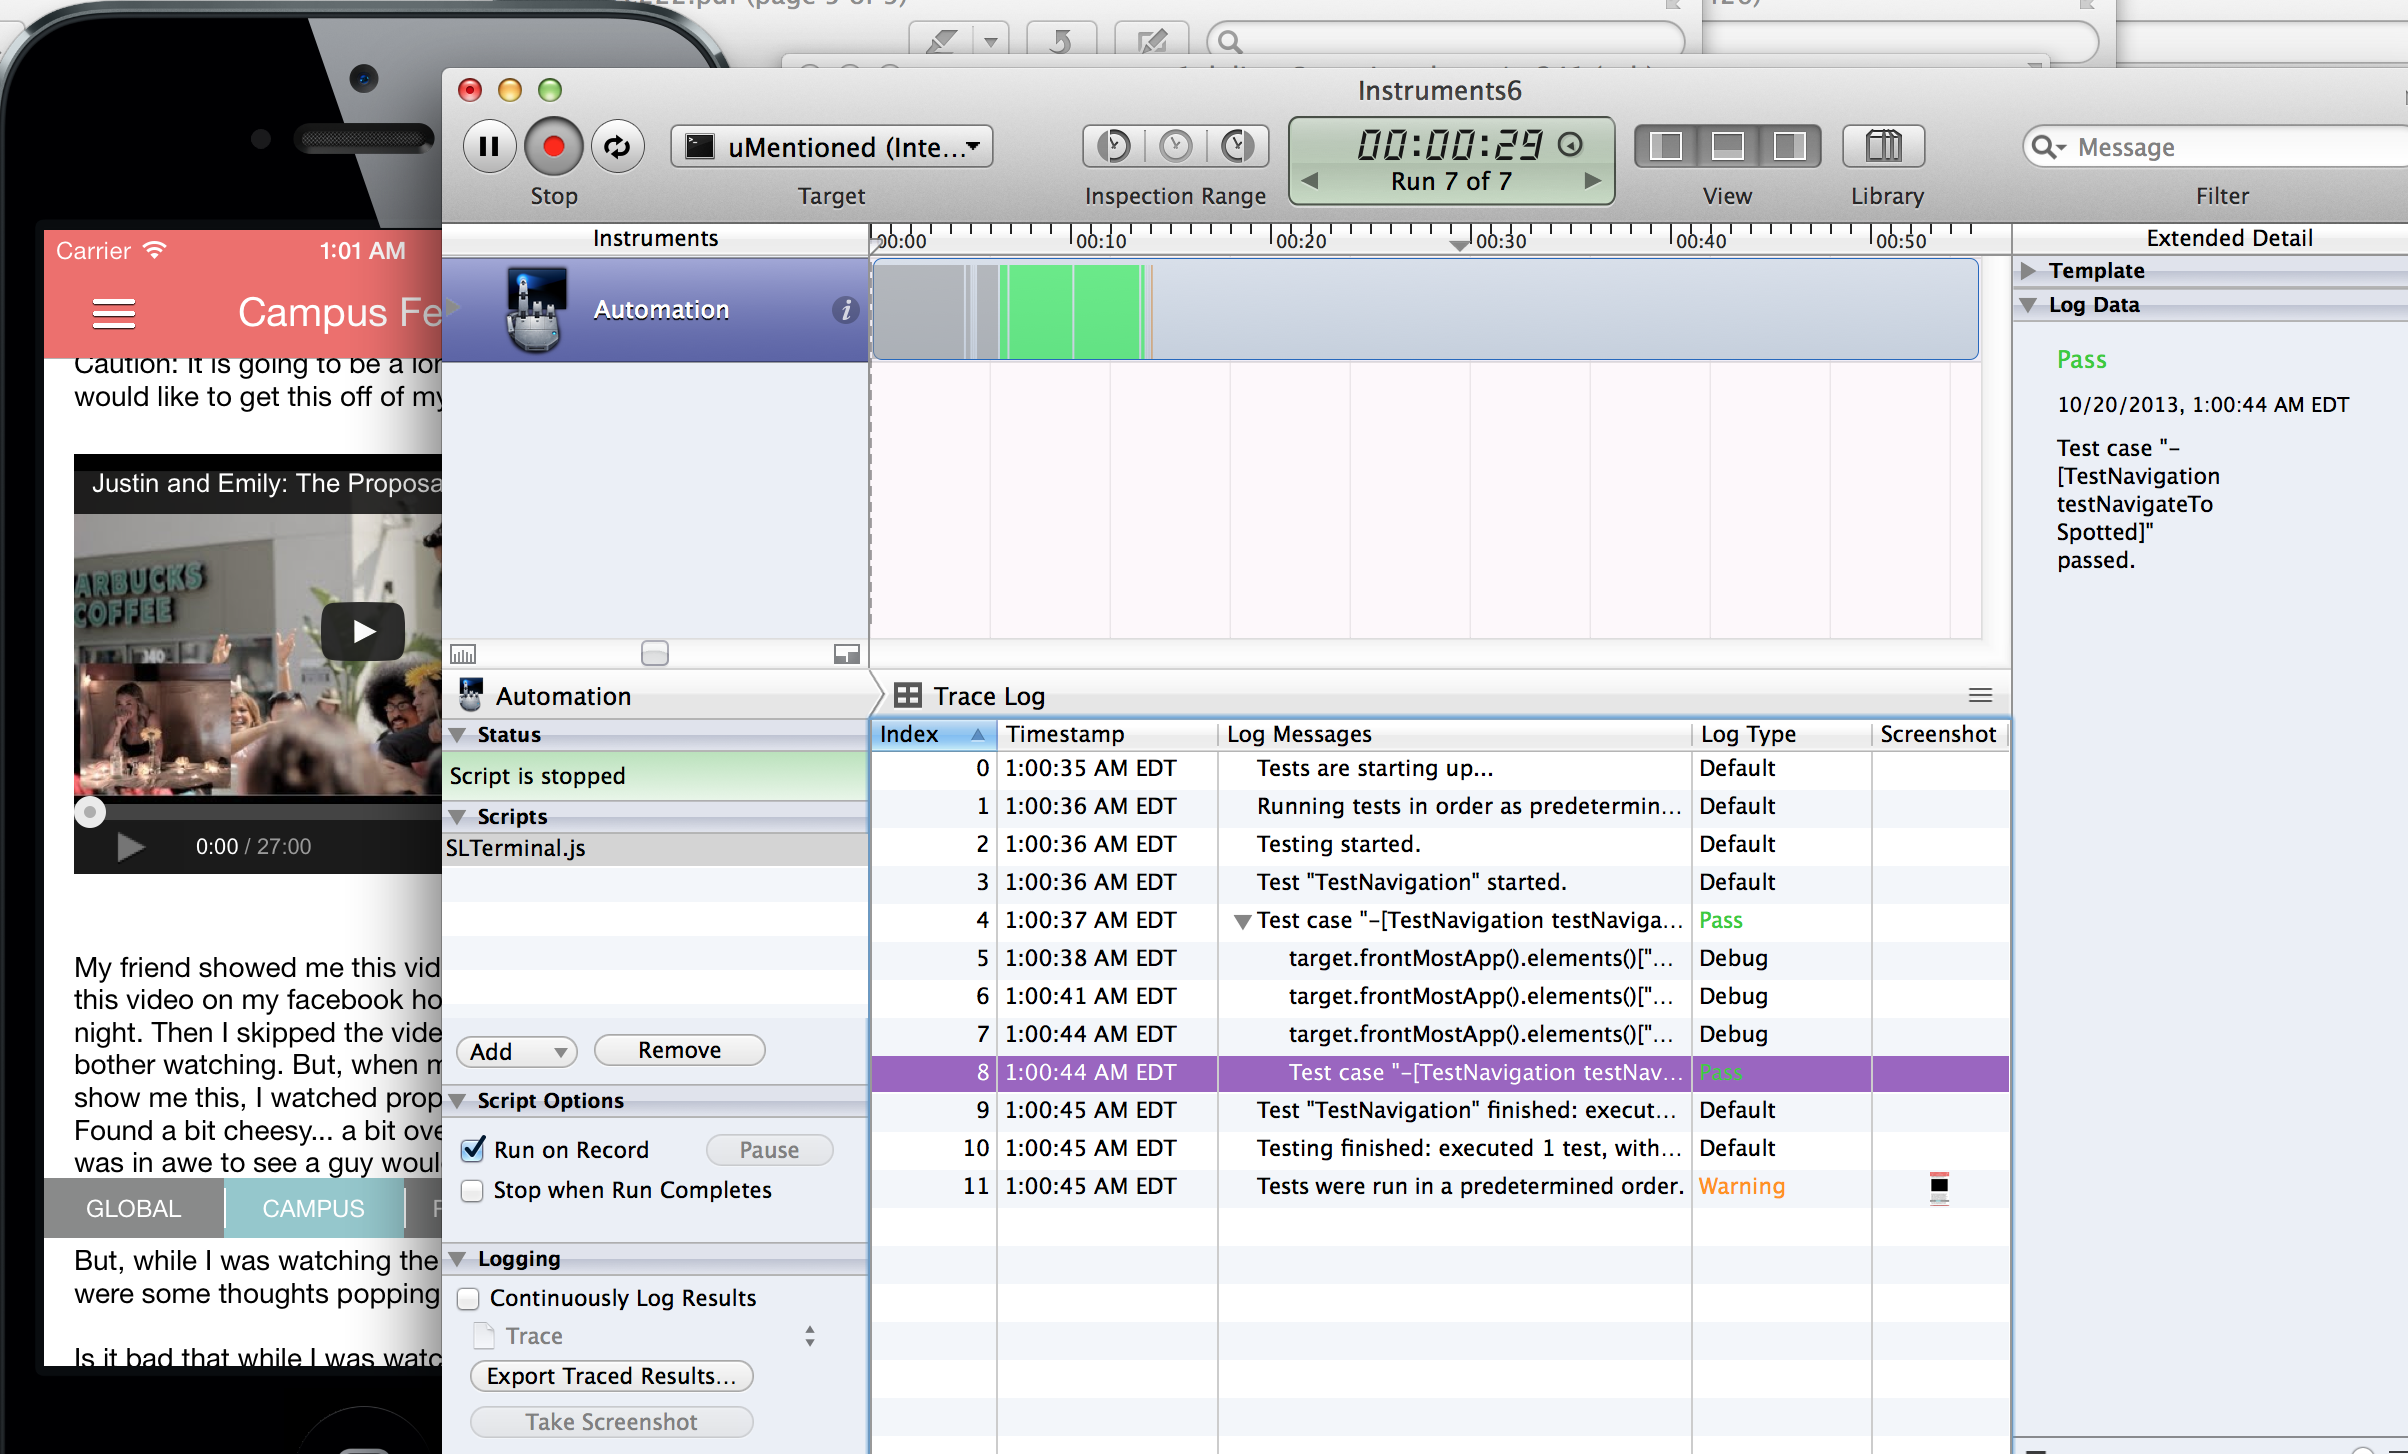 Instruments6
Stop
uMentioned (Inte...
Target
Inspection Range
00:00:29
Run 7 of 7
View
Library
Message
Filter
Carrier
1:01 AM
Campus Fe
Caution: It is going to be a lon
would like to get this off of my
Justin and Emily: The Proposa
ARBUCKS
COFFEE
0:00 / 27:00
My friend showed me this vid
this video on my facebook ho
night. Then I skipped the vide
bother watching. But, when m
show me this, I watched prop
Found a bit cheesy... a bit ove
was in awe to see a guy woul
GLOBAL
CAMPUS
But, while I was watching the
were some thoughts popping
Is it bad that while I was watc
Instruments
00:00
00:10
00:20
00:30
00:40
00:50
Automation
Extended Detail
Template
Log Data
Pass
10/20/2013, 1:00:44 AM EDT
Test case "-
[TestNavigation
testNavigateTo
Spotted]"
passed.
Automation
Status
Script is stopped
Scripts
SLTerminal.js
Add
Remove
Script Options
Run on Record
Pause
Stop when Run Completes
Logging
Continuously Log Results
Trace
Export Traced Results...
Take Screenshot
Trace Log
Index Timestamp Log Messages Log Type Screenshot
0 1:00:35 AM EDT Tests are starting up... Default
1 1:00:36 AM EDT Running tests in order as predetermin... Default
2 1:00:36 AM EDT Testing started. Default
3 1:00:36 AM EDT Test "TestNavigation" started. Default
4 1:00:37 AM EDT Test case "-[TestNavigation testNaviga... Pass
5 1:00:38 AM EDT target.frontMostApp().elements()["... Debug
6 1:00:41 AM EDT target.frontMostApp().elements()["... Debug
7 1:00:44 AM EDT target.frontMostApp().elements()["... Debug
8 1:00:44 AM EDT Test case "-[TestNavigation testNav... Pass
9 1:00:45 AM EDT Test "TestNavigation" finished: execut... Default
10 1:00:45 AM EDT Testing finished: executed 1 test, with... Default
11 1:00:45 AM EDT Tests were run in a predetermined order. Warning